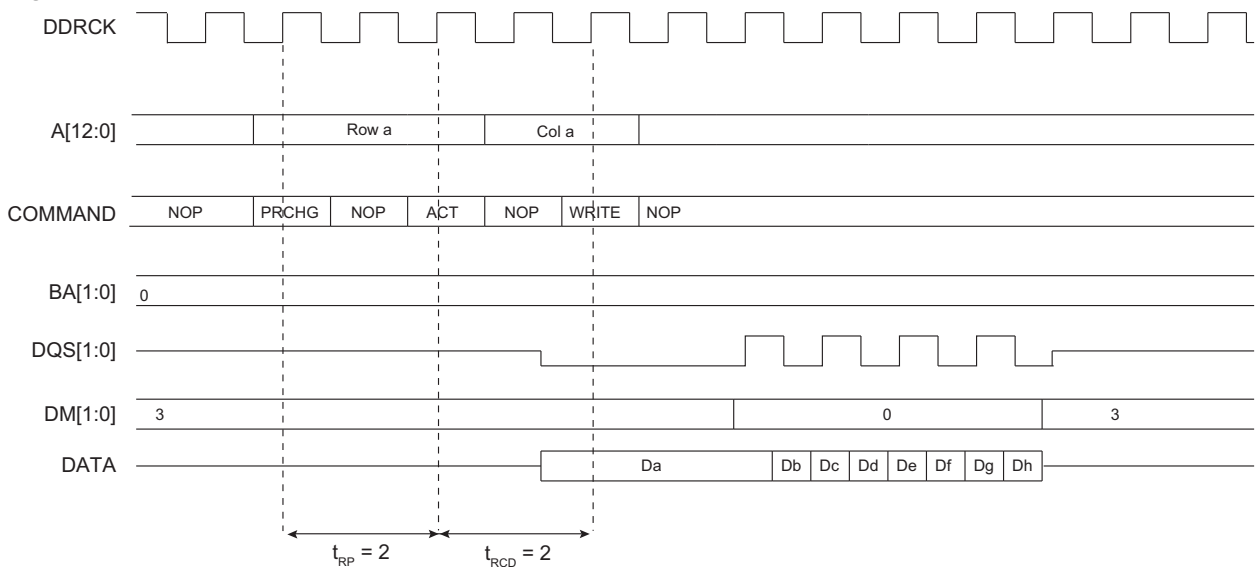 DDRCK
A[12:0] Row a Col a
COMMAND NOP PRCHG NOP ACT NOP WRITE NOP
BA[1:0] 0
DQS[1:0]
DM[1:0] 3 0 3
DATA Da Db Dc Dd De Df Dg Dh
tRP = 2 tRCD = 2